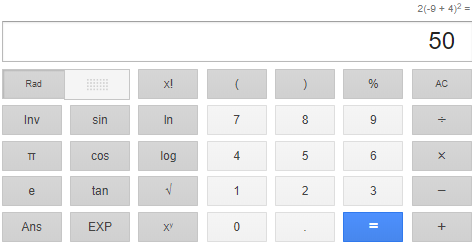 2(-9 + 4)² =
50
Rad x! ( ) % AC
Inv sin ln 7 8 9 ÷
π cos log 4 5 6 ×
e tan √ 1 2 3 −
Ans EXP xʸ 0 . = +